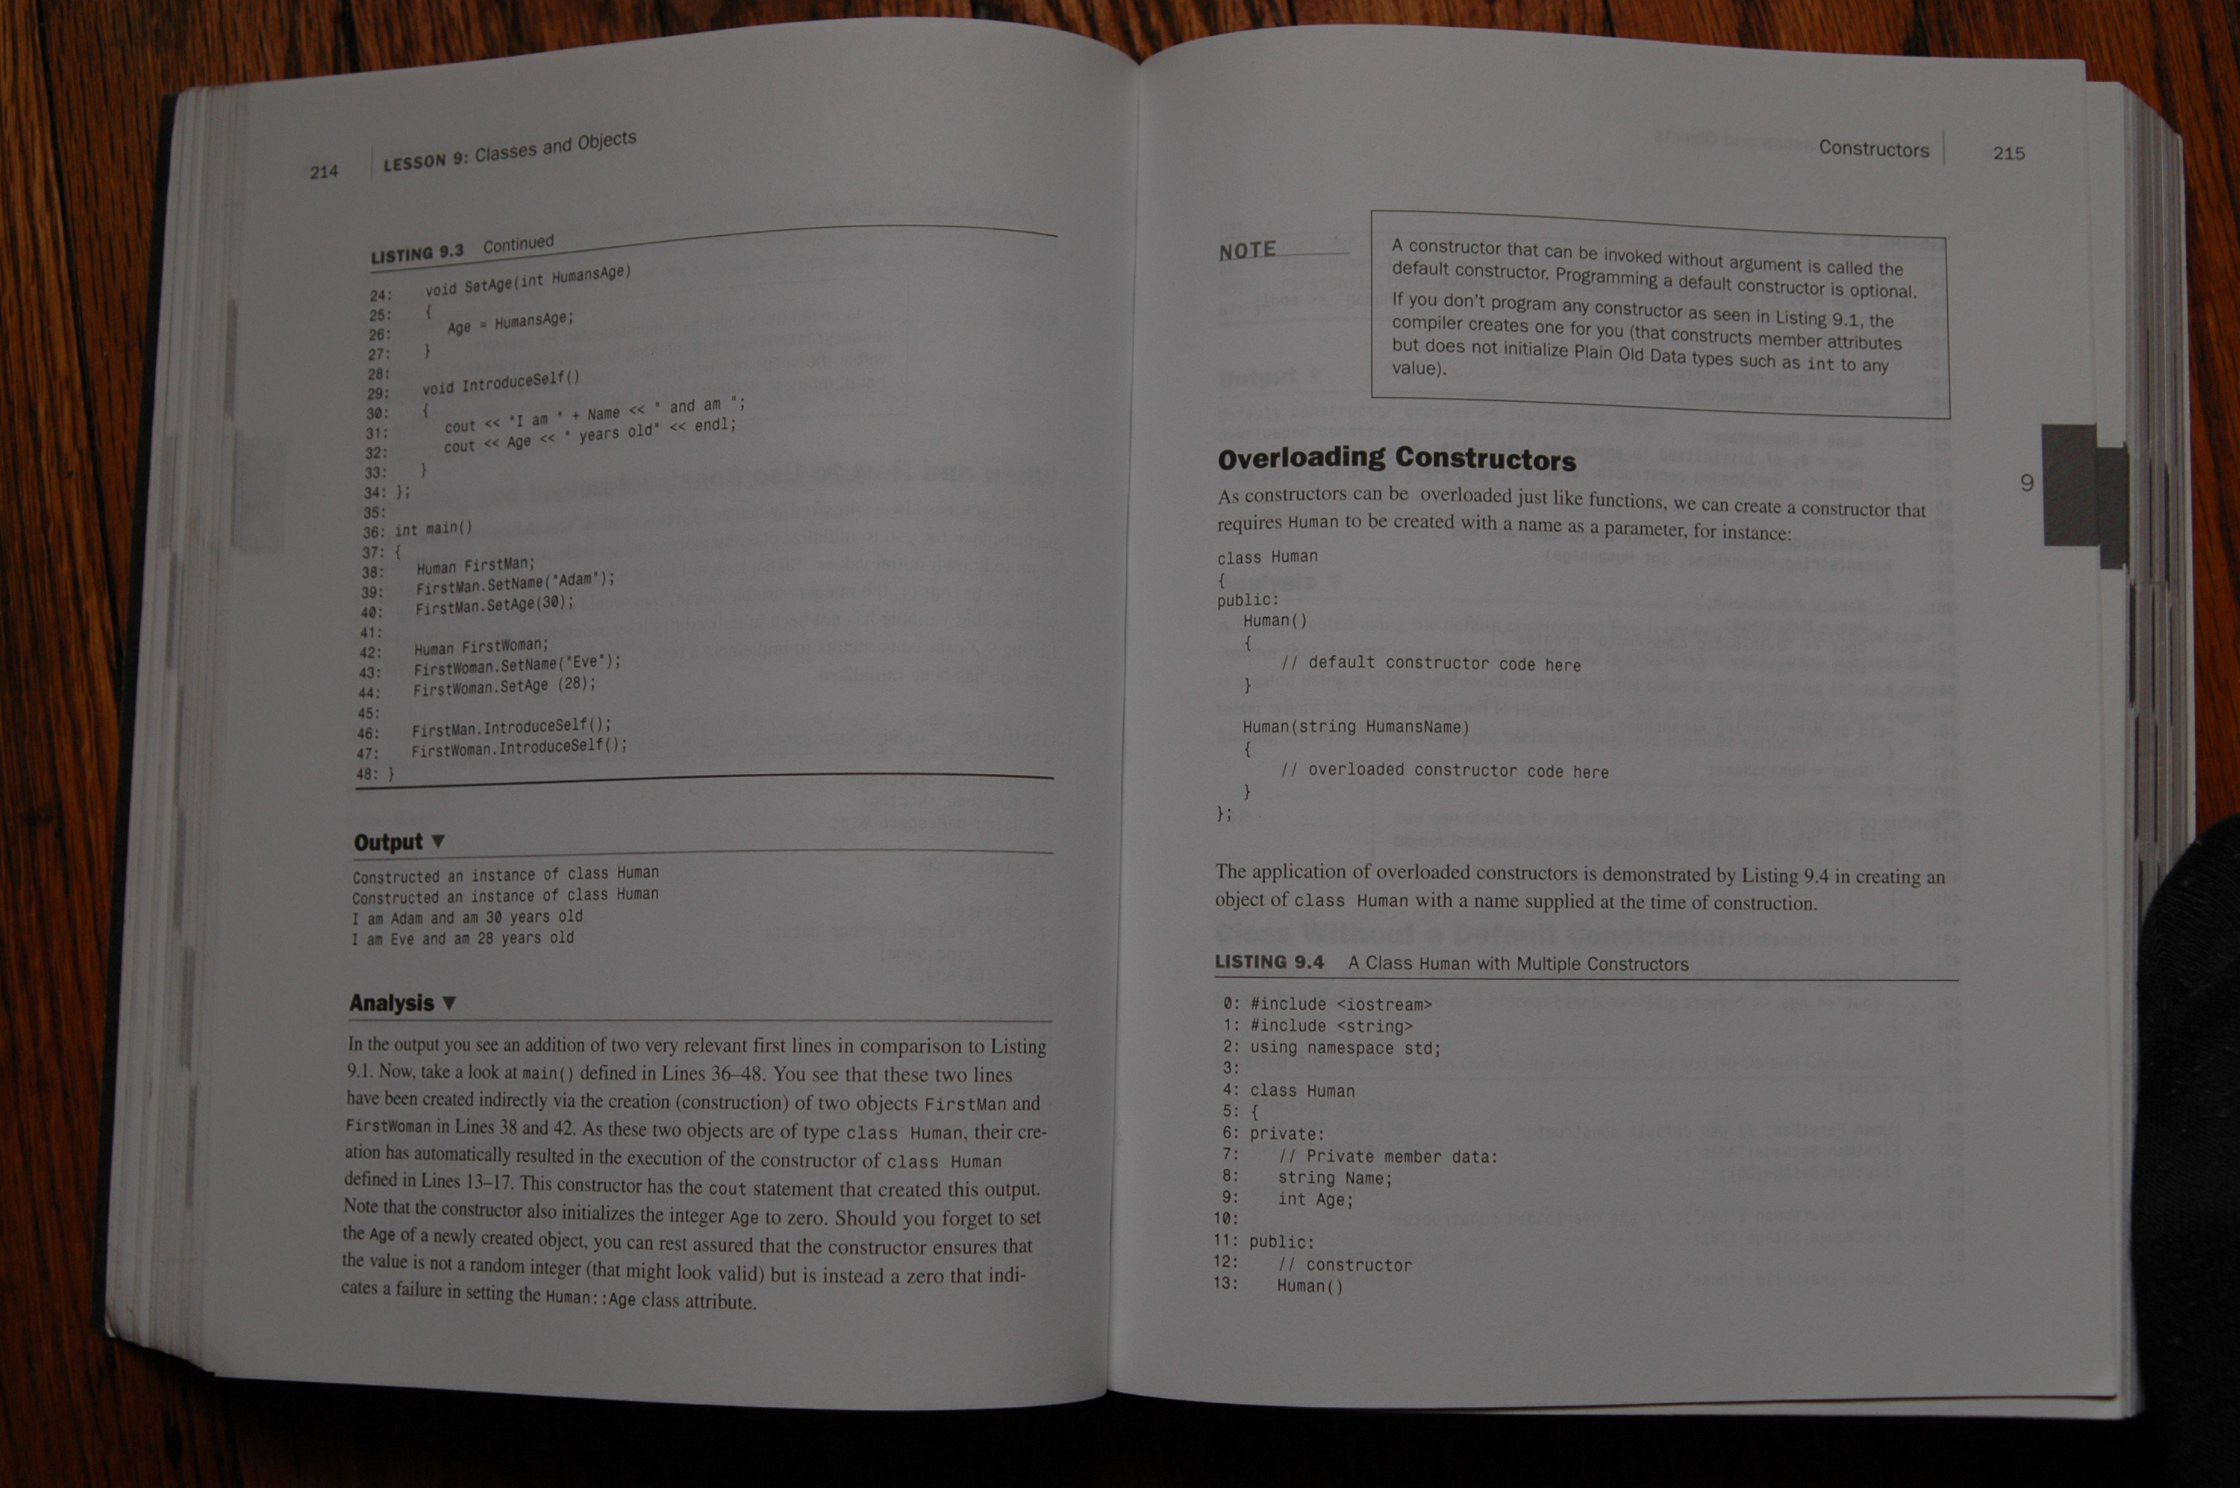 214
LESSON 9: Classes and Objects
LISTING 9.3 Continued
24: void SetAge(int HumansAge)
25: {
26: Age = HumansAge;
27: }
28:
29: void IntroduceSelf()
30: {
31: cout << "I am " + Name << " and am ";
32: cout << Age << " years old" << endl;
33: }
34: };
35:
36: int main()
37: {
38: Human FirstMan;
39: FirstMan.SetName("Adam");
40: FirstMan.SetAge(30);
41:
42: Human FirstWoman;
43: FirstWoman.SetName("Eve");
44: FirstWoman.SetAge (28);
45:
46: FirstMan.IntroduceSelf();
47: FirstWoman.IntroduceSelf();
48: }
Output ▼
Constructed an instance of class Human
Constructed an instance of class Human
I am Adam and am 30 years old
I am Eve and am 28 years old
Analysis ▼
In the output you see an addition of two very relevant first lines in comparison to Listing
9.1. Now, take a look at main() defined in Lines 36–48. You see that these two lines
have been created indirectly via the creation (construction) of two objects FirstMan and
FirstWoman in Lines 38 and 42. As these two objects are of type class Human, their cre-
ation has automatically resulted in the execution of the constructor of class Human
defined in Lines 13–17. This constructor has the cout statement that created this output.
Note that the constructor also initializes the integer Age to zero. Should you forget to set
the Age of a newly created object, you can rest assured that the constructor ensures that
the value is not a random integer (that might look valid) but is instead a zero that indi-
cates a failure in setting the Human::Age class attribute.
Constructors
215
NOTE
A constructor that can be invoked without argument is called the
default constructor. Programming a default constructor is optional.
If you don't program any constructor as seen in Listing 9.1, the
compiler creates one for you (that constructs member attributes
but does not initialize Plain Old Data types such as int to any
value).
9
Overloading Constructors
As constructors can be overloaded just like functions, we can create a constructor that
requires Human to be created with a name as a parameter, for instance:
class Human
{
public:
Human()
{
// default constructor code here
}
Human(string HumansName)
{
// overloaded constructor code here
}
};
The application of overloaded constructors is demonstrated by Listing 9.4 in creating an
object of class Human with a name supplied at the time of construction.
LISTING 9.4 A Class Human with Multiple Constructors
0: #include <iostream>
1: #include <string>
2: using namespace std;
3:
4: class Human
5: {
6: private:
7: // Private member data:
8: string Name;
9: int Age;
10:
11: public:
12: // constructor
13: Human()